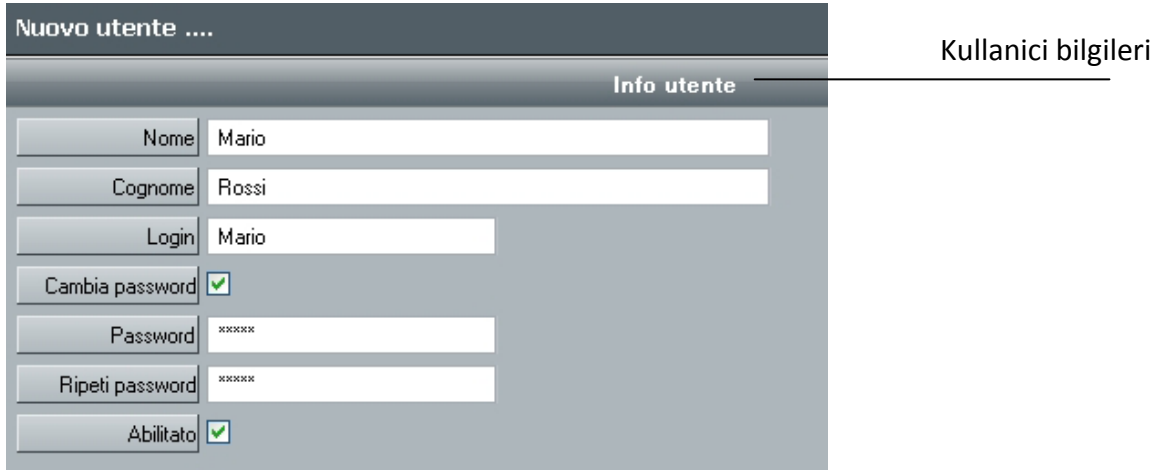 Nuovo utente ....
Kullanici bilgileri
Info utente
Nome Mario
Cognome Rossi
Login Mario
Cambia password
Password *****
Ripeti password *****
Abilitato